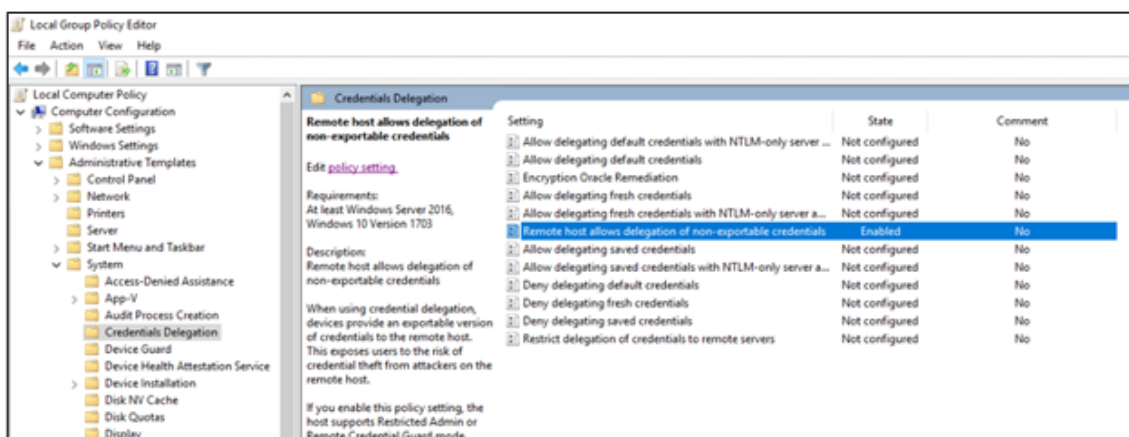 Local Group Policy Editor
File Action View Help
Local Computer Policy
Computer Configuration
Software Settings
Windows Settings
Administrative Templates
Control Panel
Network
Printers
Server
Start Menu and Taskbar
System
Access-Denied Assistance
App-V
Audit Process Creation
Credentials Delegation
Device Guard
Device Health Attestation Service
Device Installation
Disk NV Cache
Disk Quotas
Display
Credentials Delegation
Remote host allows delegation of
non-exportable credentials
Edit policy setting
Requirements:
At least Windows Server 2016,
Windows 10 Version 1703
Description:
Remote host allows delegation of
non-exportable credentials
When using credential delegation,
devices provide an exportable version
of credentials to the remote host.
This exposes users to the risk of
credential theft from attackers on the
remote host.
If you enable this policy setting, the
host supports Restricted Admin or
Remote Credential Guard mode
Setting State Comment
Allow delegating default credentials with NTLM-only server ... Not configured No
Allow delegating default credentials Not configured No
Encryption Oracle Remediation Not configured No
Allow delegating fresh credentials Not configured No
Allow delegating fresh credentials with NTLM-only server a... Not configured No
Remote host allows delegation of non-exportable credentials Enabled No
Allow delegating saved credentials Not configured No
Allow delegating saved credentials with NTLM-only server a... Not configured No
Deny delegating default credentials Not configured No
Deny delegating fresh credentials Not configured No
Deny delegating saved credentials Not configured No
Restrict delegation of credentials to remote servers Not configured No